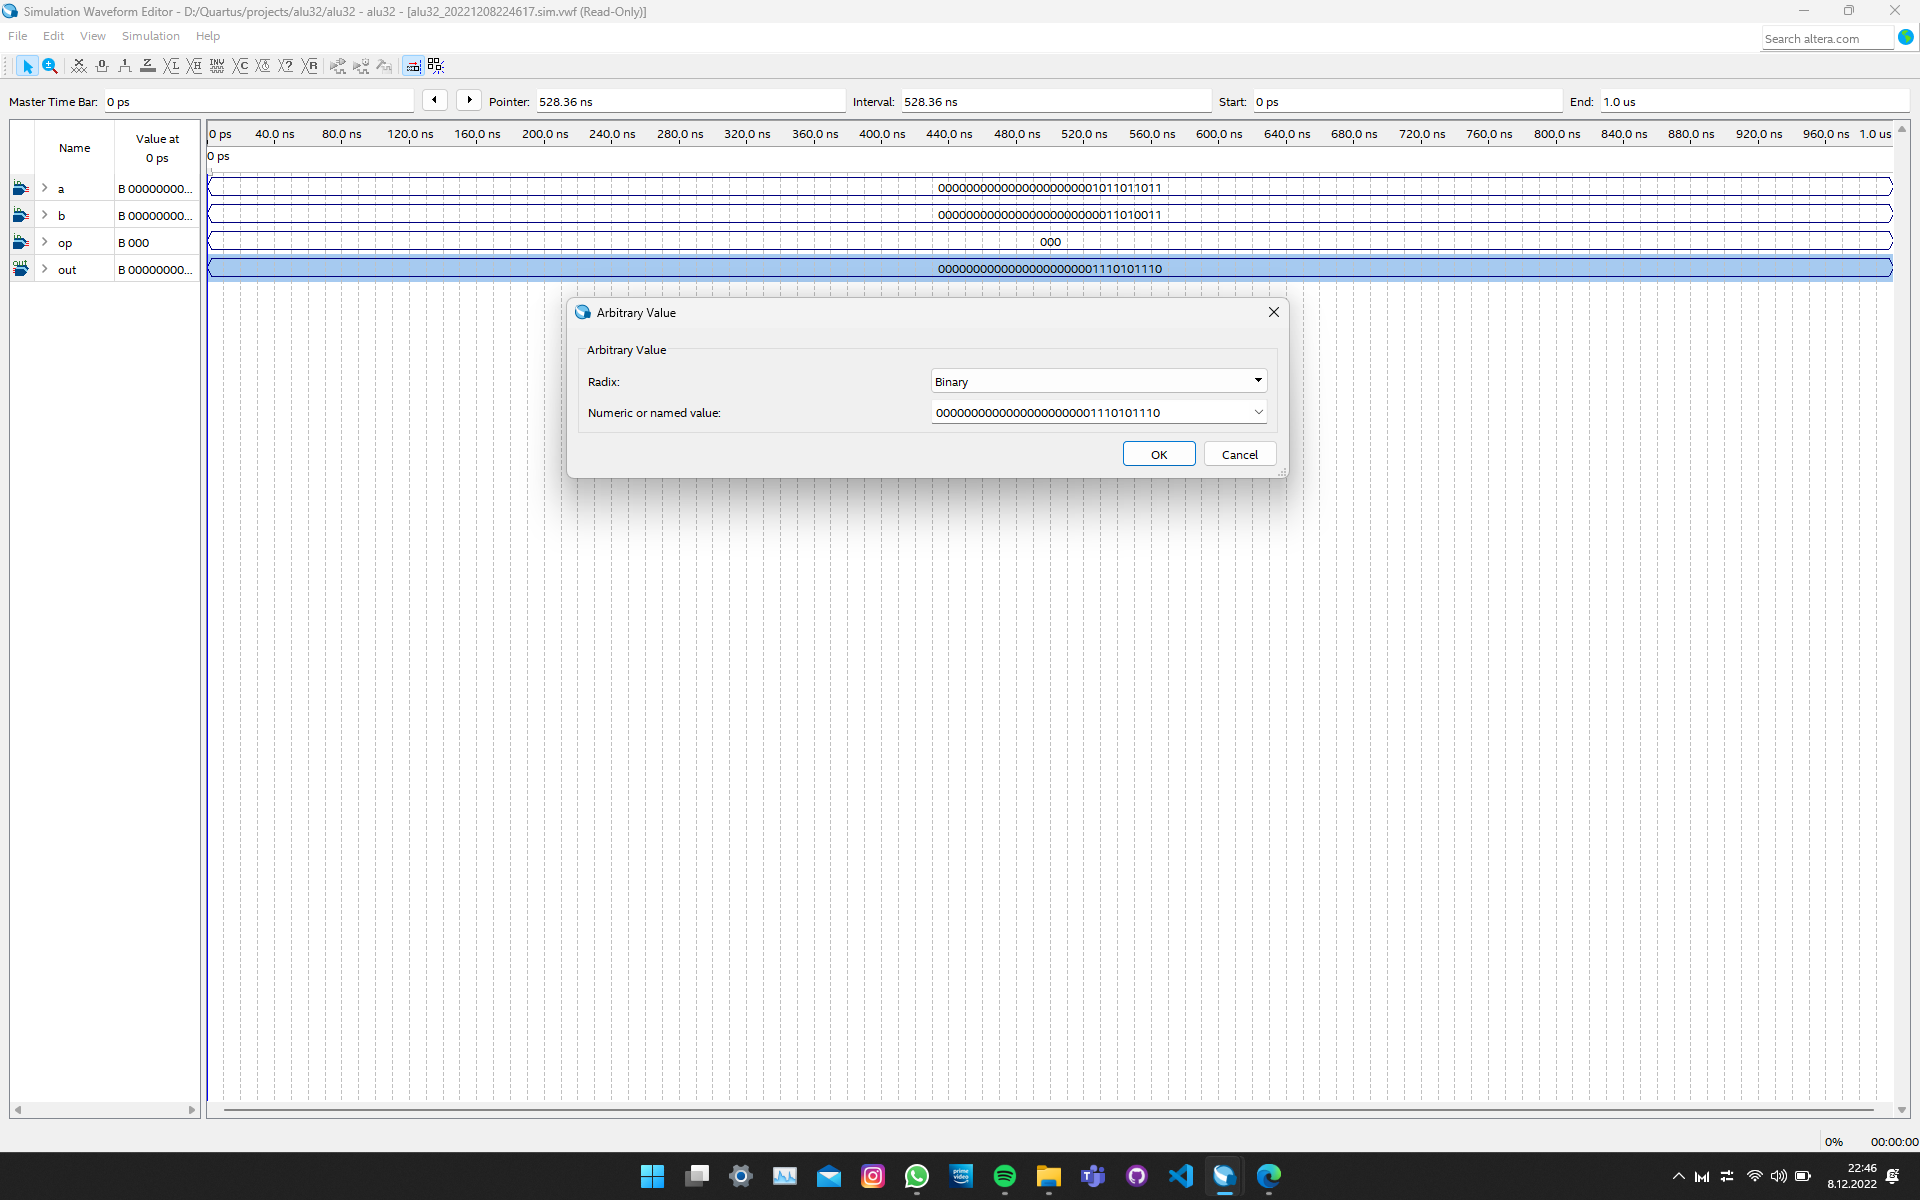 Simulation Waveform Editor - D:/Quartus/projects/alu32/alu32 - alu32 - [alu32_20221208224617.sim.vwf (Read-Only)]
File Edit View Simulation Help
Search altera.com
Master Time Bar: 0 ps Pointer: 528.36 ns Interval: 528.36 ns Start: 0 ps End: 1.0 us
Name Value at 0 ps
0 ps 40.0 ns 80.0 ns 120.0 ns 160.0 ns 200.0 ns 240.0 ns 280.0 ns 320.0 ns 360.0 ns 400.0 ns 440.0 ns 480.0 ns 520.0 ns 560.0 ns 600.0 ns 640.0 ns 680.0 ns 720.0 ns 760.0 ns 800.0 ns 840.0 ns 880.0 ns 920.0 ns 960.0 ns 1.0 us
0 ps
a B 00000000... 00000000000000000000001011011011
b B 00000000... 00000000000000000000000011010011
op B 000 000
out B 00000000... 00000000000000000000001110101110
Arbitrary Value
Arbitrary Value
Radix: Binary
Numeric or named value: 00000000000000000000001110101110
OK Cancel
0% 00:00:00
prime video
22:46
8.12.2022